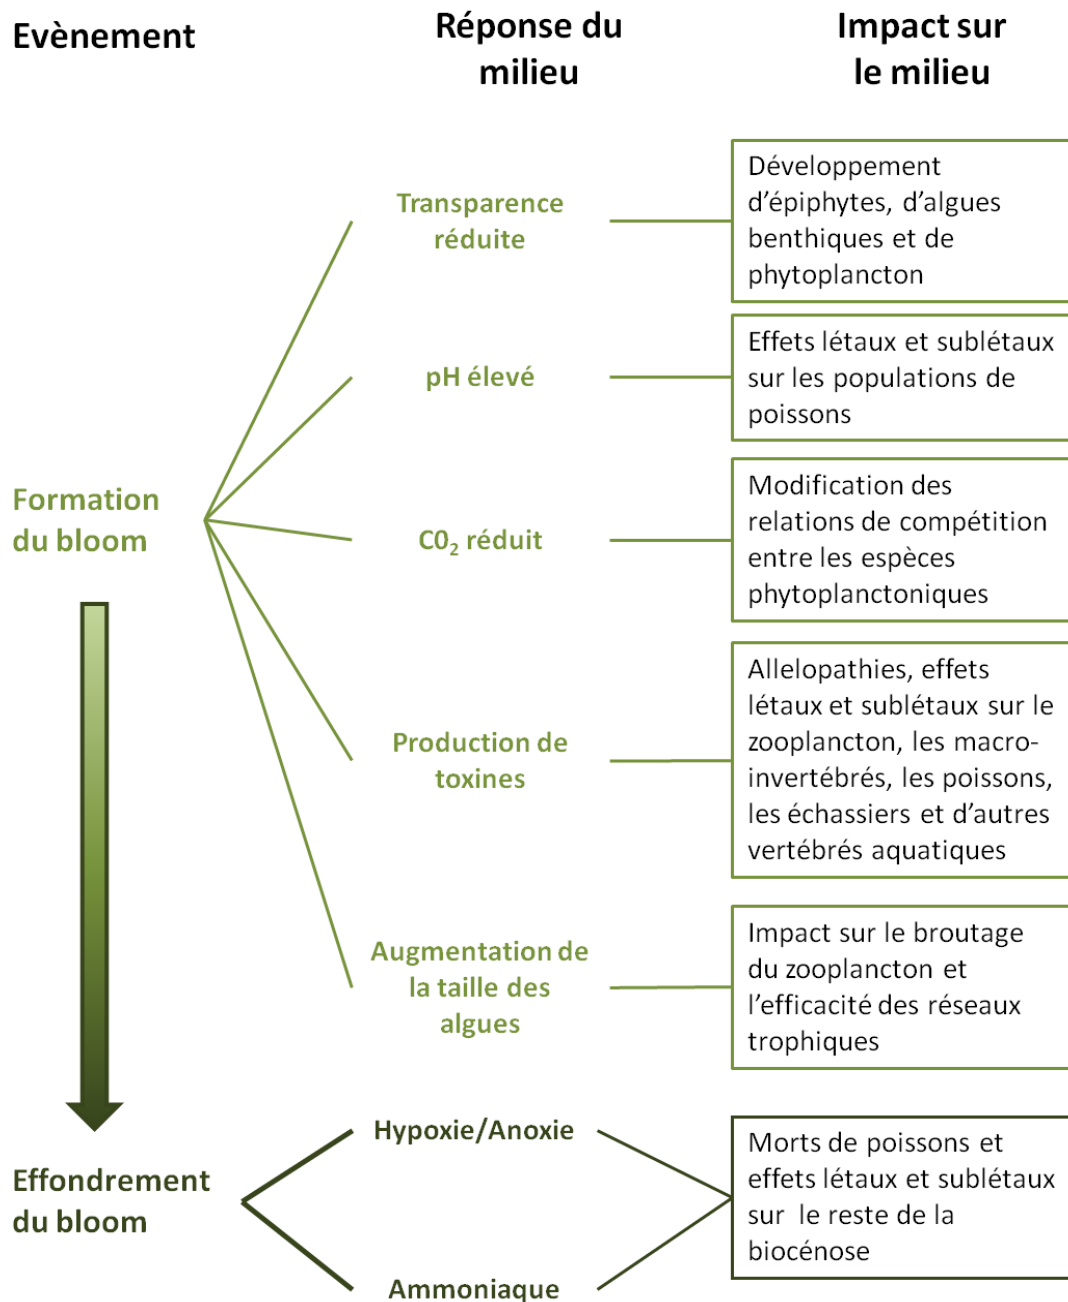 Evènement
Réponse du
milieu
Impact sur
le milieu
Transparence
réduite
Développement
d'épiphytes, d'algues
benthiques et de
phytoplancton
pH élevé
Effets létaux et sublétaux
sur les populations de
poissons
Formation
du bloom
C0₂ réduit
Modification des
relations de compétition
entre les espèces
phytoplanctoniques
Production de
toxines
Allelopathies, effets
létaux et sublétaux sur le
zooplancton, les macro-
invertébrés, les poissons,
les échassiers et d'autres
vertébrés aquatiques
Augmentation de
la taille des
algues
Impact sur le broutage
du zooplancton et
l'efficacité des réseaux
trophiques
Effondrement
du bloom
Hypoxie/Anoxie
Ammoniaque
Morts de poissons et
effets létaux et sublétaux
sur le reste de la
biocénose